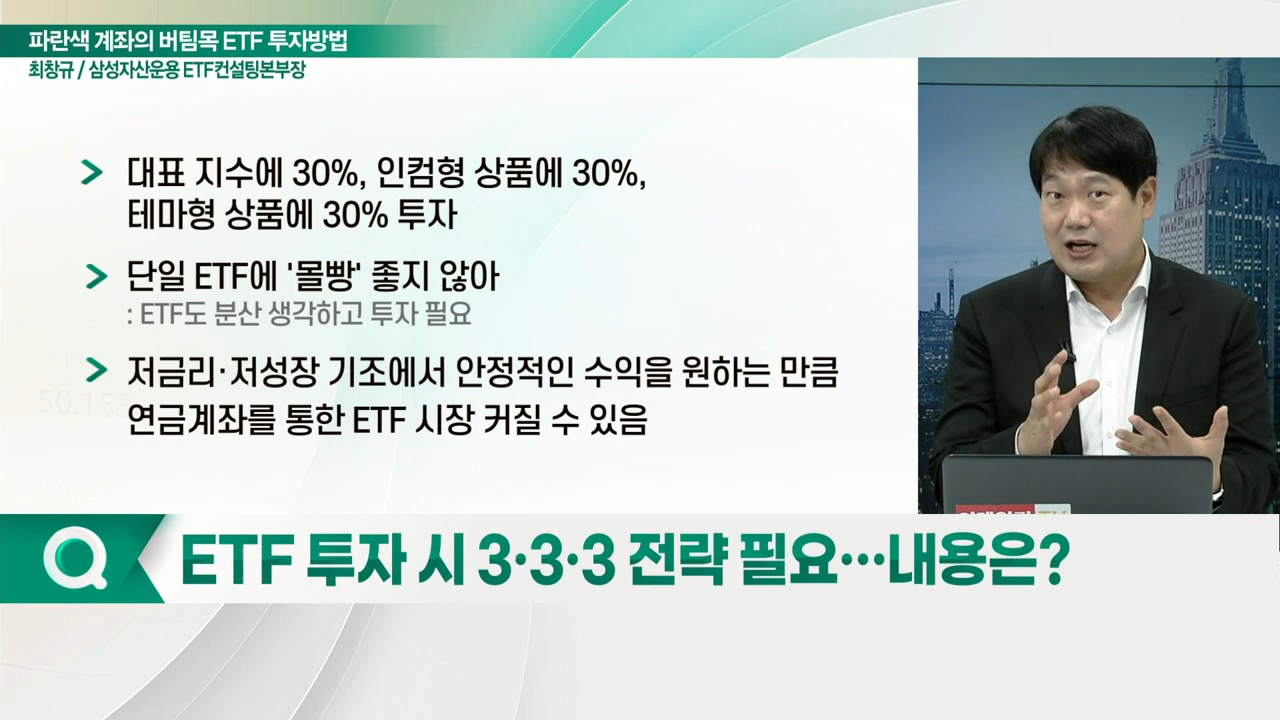 파란색 계좌의 버팀목 ETF 투자방법
최창규 / 삼성자산운용 ETF컨설팅본부장
대표 지수에 30%, 인컴형 상품에 30%,
테마형 상품에 30% 투자
단일 ETF에 '몰빵' 좋지 않아
: ETF도 분산 생각하고 투자 필요
저금리·저성장 기조에서 안정적인 수익을 원하는 만큼
연금계좌를 통한 ETF 시장 커질 수 있음
50.153
ETF 투자 시 3·3·3 전략 필요…내용은?